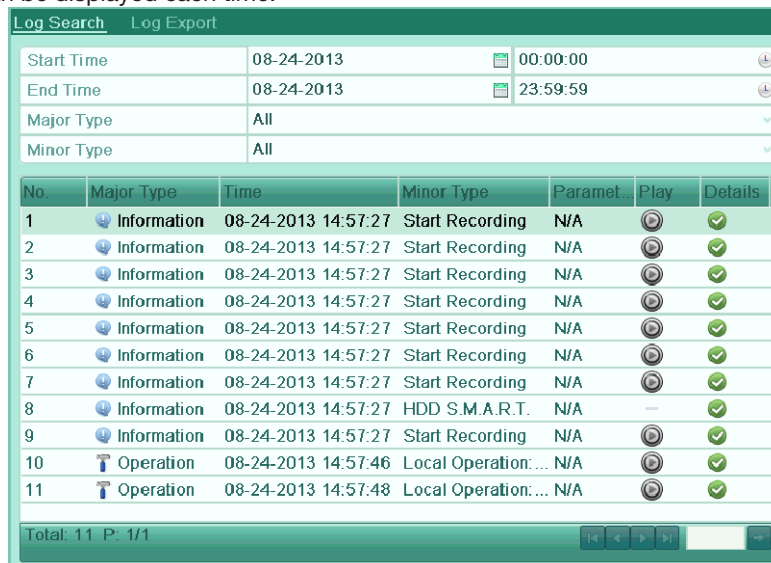 be displayed each time.
Log Search Log Export
Start Time 08-24-2013 00:00:00
End Time 08-24-2013 23:59:59
Major Type All
Minor Type All
No. Major Type Time Minor Type Paramet... Play Details
1 Information 08-24-2013 14:57:27 Start Recording N/A
2 Information 08-24-2013 14:57:27 Start Recording N/A
3 Information 08-24-2013 14:57:27 Start Recording N/A
4 Information 08-24-2013 14:57:27 Start Recording N/A
5 Information 08-24-2013 14:57:27 Start Recording N/A
6 Information 08-24-2013 14:57:27 Start Recording N/A
7 Information 08-24-2013 14:57:27 Start Recording N/A
8 Information 08-24-2013 14:57:27 HDD S.M.A.R.T. N/A —
9 Information 08-24-2013 14:57:27 Start Recording N/A
10 Operation 08-24-2013 14:57:46 Local Operation:... N/A
11 Operation 08-24-2013 14:57:48 Local Operation:... N/A
Total: 11 P: 1/1